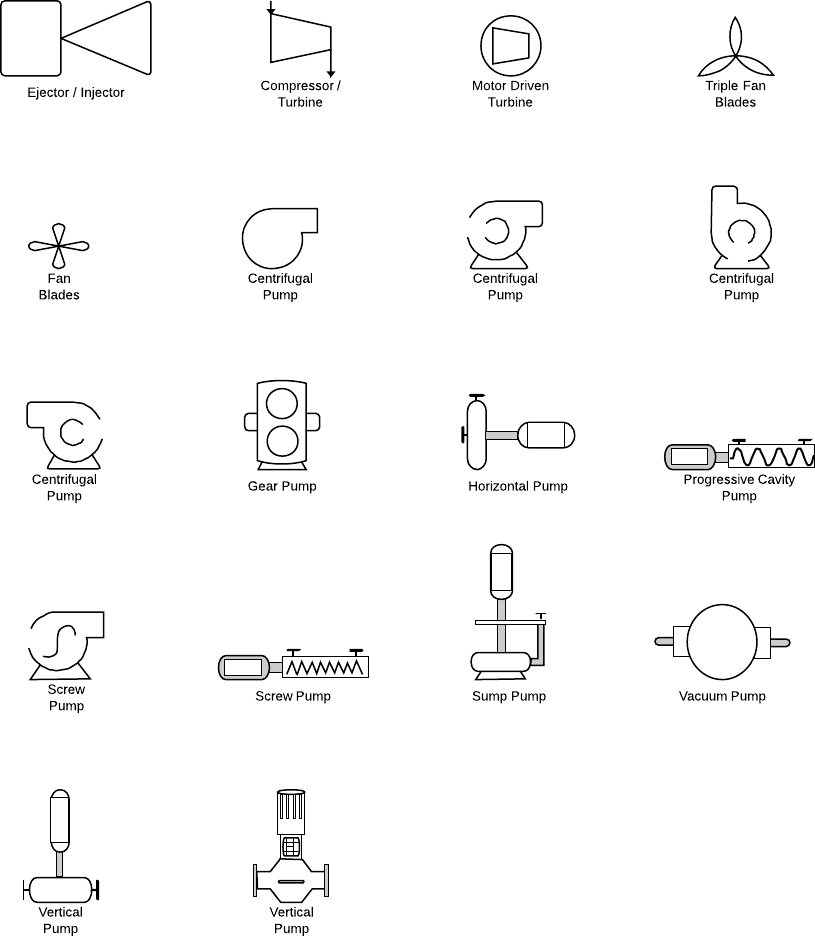 Ejector / Injector
Compressor /
Turbine
Motor Driven
Turbine
Triple Fan
Blades
Fan
Blades
Centrifugal
Pump
Centrifugal
Pump
Centrifugal
Pump
Centrifugal
Pump
Gear Pump
Horizontal Pump
Progressive Cavity
Pump
Screw
Pump
Screw Pump
Sump Pump
Vacuum Pump
Vertical
Pump
Vertical
Pump